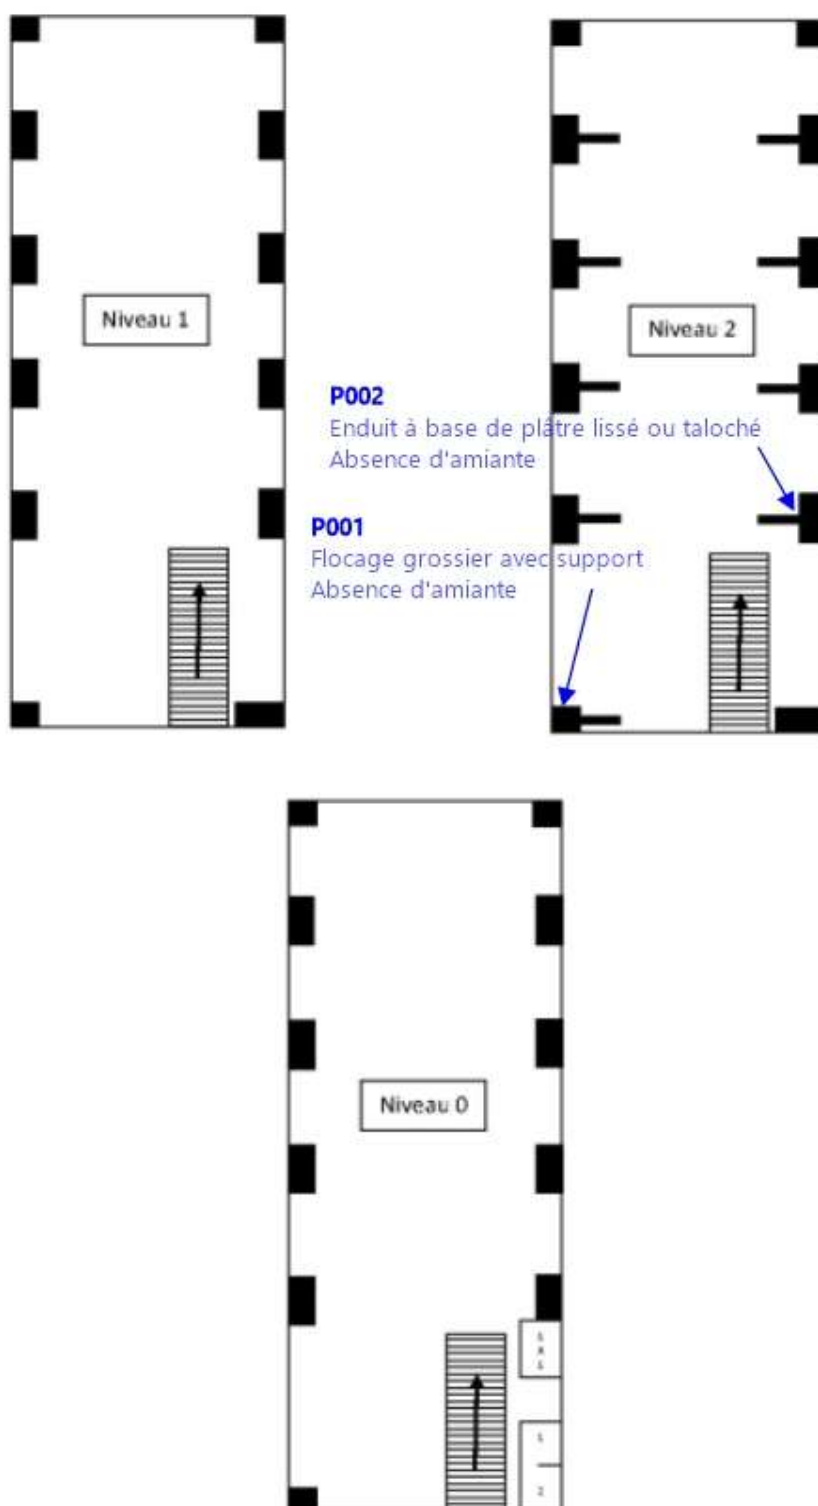 Niveau 1
Niveau 2
P002
Enduit à base de plâtre lissé ou taloché
Absence d'amiante
P001
Flocage grossier avec support
Absence d'amiante
Niveau 0